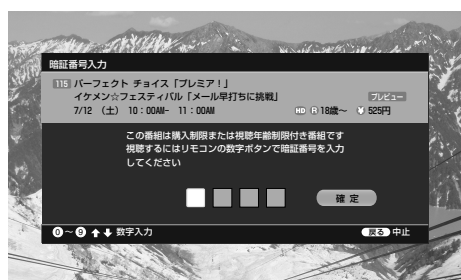 暗証番号入力
115 パーフェクト チョイス「プレミア！」
イケメン☆フェスティバル「メール早打ちに挑戦」 プレビュー
7/12 （土） 10：00AM- 11：00AM HD R 18歳～ ¥ 525円
この番組は購入制限または視聴年齢制限付き番組です
視聴するにはリモコンの数字ボタンで暗証番号を入力
してください
確 定
0～9 ↑↓ 数字入力 戻る 中止